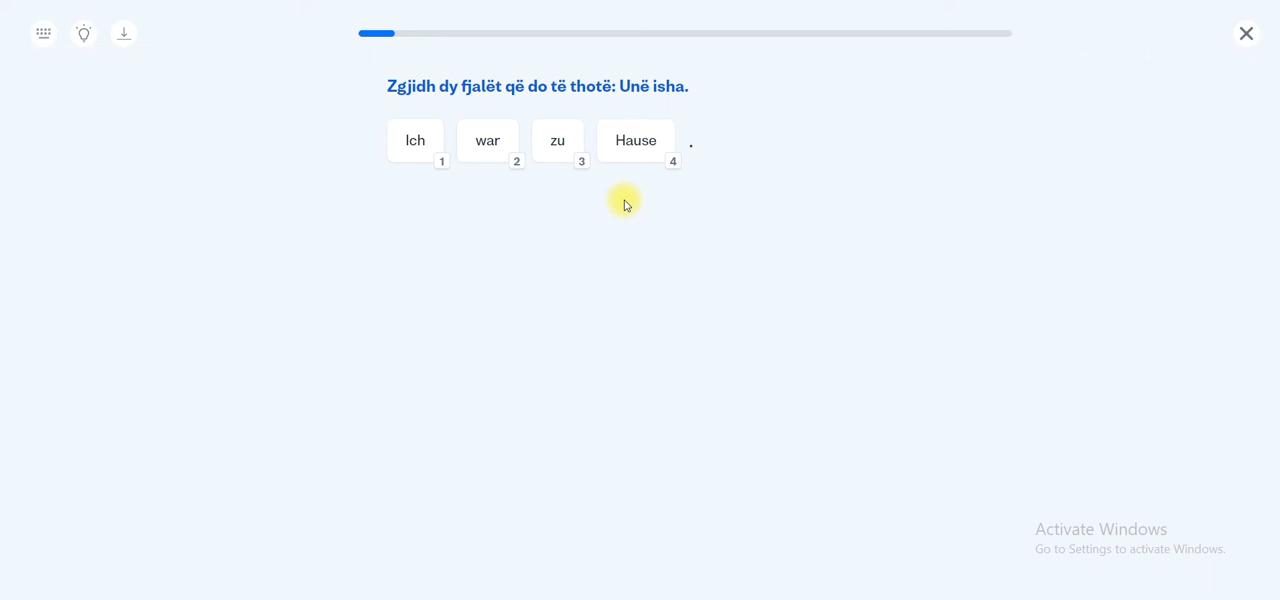 Zgjidh dy fjalët që do të thotë: Unë isha.
Ich war zu Hause .
1 2 3 4
Activate Windows
Go to Settings to activate Windows.